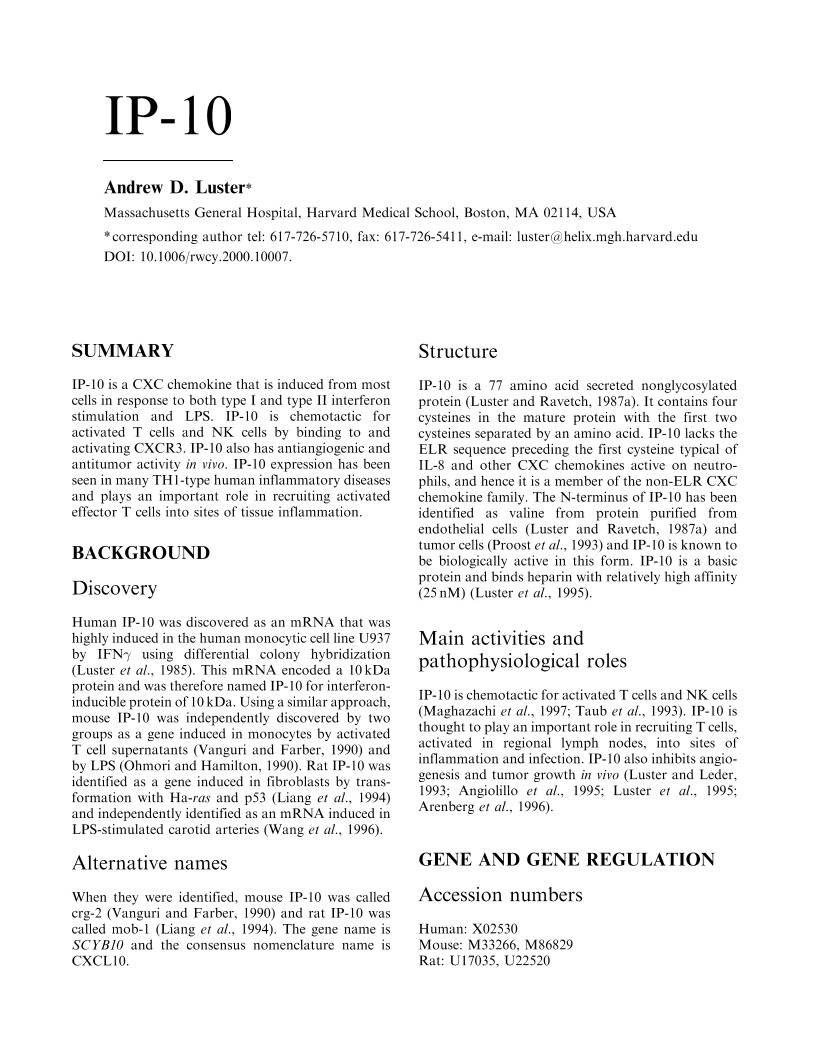 IP-10
Andrew D. Luster*
Massachusetts General Hospital, Harvard Medical School, Boston, MA 02114, USA
*corresponding author tel: 617-726-5710, fax: 617-726-5411, e-mail: luster@helix.mgh.harvard.edu
DOI: 10.1006/rwcy.2000.10007.
SUMMARY
IP-10 is a CXC chemokine that is induced from most
cells in response to both type I and type II interferon
stimulation and LPS. IP-10 is chemotactic for
activated T cells and NK cells by binding to and
activating CXCR3. IP-10 also has antiangiogenic and
antitumor activity in vivo. IP-10 expression has been
seen in many TH1-type human inflammatory diseases
and plays an important role in recruiting activated
effector T cells into sites of tissue inflammation.
BACKGROUND
Discovery
Human IP-10 was discovered as an mRNA that was
highly induced in the human monocytic cell line U937
by IFNγ using differential colony hybridization
(Luster et al., 1985). This mRNA encoded a 10 kDa
protein and was therefore named IP-10 for interferon-
inducible protein of 10 kDa. Using a similar approach,
mouse IP-10 was independently discovered by two
groups as a gene induced in monocytes by activated
T cell supernatants (Vanguri and Farber, 1990) and
by LPS (Ohmori and Hamilton, 1990). Rat IP-10 was
identified as a gene induced in fibroblasts by trans-
formation with Ha-ras and p53 (Liang et al., 1994)
and independently identified as an mRNA induced in
LPS-stimulated carotid arteries (Wang et al., 1996).
Alternative names
When they were identified, mouse IP-10 was called
crg-2 (Vanguri and Farber, 1990) and rat IP-10 was
called mob-1 (Liang et al., 1994). The gene name is
SCYB10 and the consensus nomenclature name is
CXCL10.
Structure
IP-10 is a 77 amino acid secreted nonglycosylated
protein (Luster and Ravetch, 1987a). It contains four
cysteines in the mature protein with the first two
cysteines separated by an amino acid. IP-10 lacks the
ELR sequence preceding the first cysteine typical of
IL-8 and other CXC chemokines active on neutro-
phils, and hence it is a member of the non-ELR CXC
chemokine family. The N-terminus of IP-10 has been
identified as valine from protein purified from
endothelial cells (Luster and Ravetch, 1987a) and
tumor cells (Proost et al., 1993) and IP-10 is known to
be biologically active in this form. IP-10 is a basic
protein and binds heparin with relatively high affinity
(25 nM) (Luster et al., 1995).
Main activities and
pathophysiological roles
IP-10 is chemotactic for activated T cells and NK cells
(Maghazachi et al., 1997; Taub et al., 1993). IP-10 is
thought to play an important role in recruiting T cells,
activated in regional lymph nodes, into sites of
inflammation and infection. IP-10 also inhibits angio-
genesis and tumor growth in vivo (Luster and Leder,
1993; Angiolillo et al., 1995; Luster et al., 1995;
Arenberg et al., 1996).
GENE AND GENE REGULATION
Accession numbers
Human: X02530
Mouse: M33266, M86829
Rat: U17035, U22520